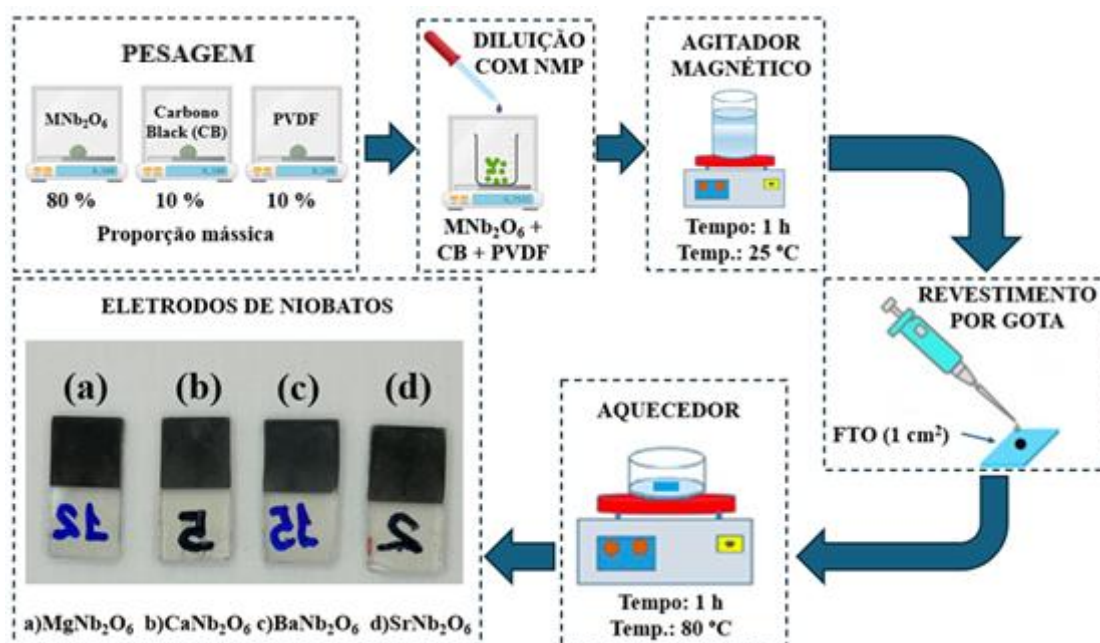 PESAGEM
MNb₂O₆
Carbono
Black (CB)
PVDF
80 %
10 %
10 %
Proporção mássica
DILUIÇÃO
COM NMP
MNb₂O₆ +
CB + PVDF
AGITADOR
MAGNÉTICO
Tempo: 1 h
Temp.: 25 °C
REVESTIMENTO
POR GOTA
FTO (1 cm²)
AQUECEDOR
Tempo: 1 h
Temp.: 80 °C
ELETRODOS DE NIOBATOS
(a)
(b)
(c)
(d)
12
5
15
2
a)MgNb₂O₆ b)CaNb₂O₆ c)BaNb₂O₆ d)SrNb₂O₆